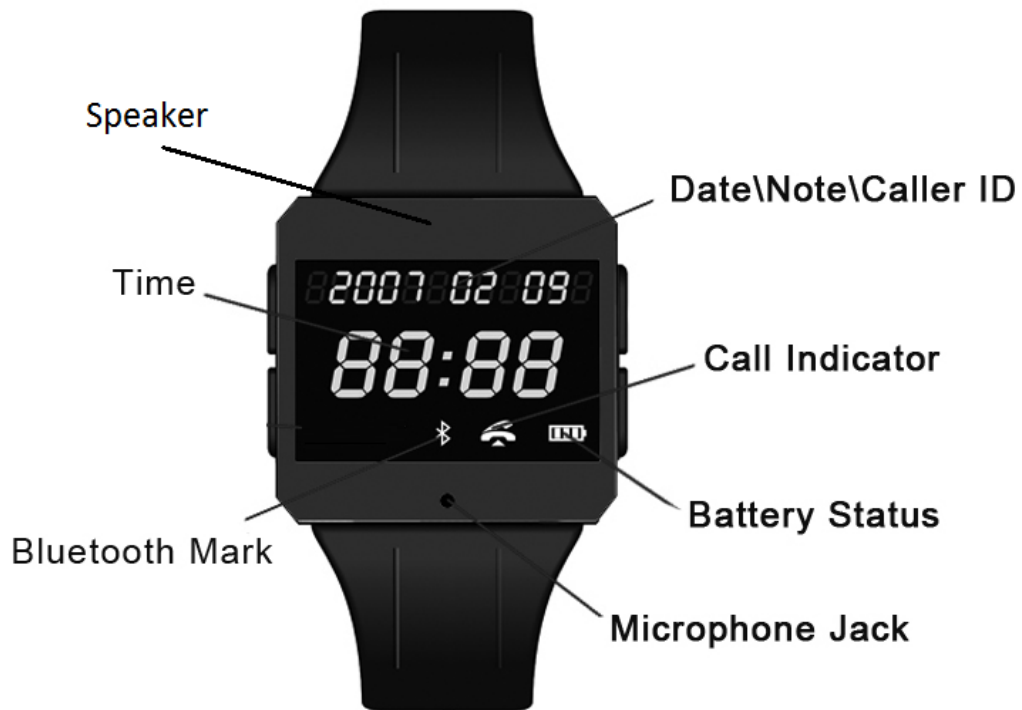 Speaker
Date\Note\Caller ID
2007 02 09
Time
88:88
Call Indicator
Battery Status
Bluetooth Mark
Microphone Jack